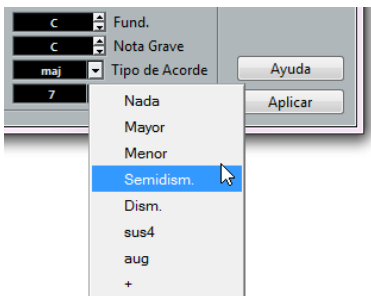 C Fund.
C Nota Grave
maj Tipo de Acorde Ayuda
7 Aplicar
Nada
Mayor
Menor
Semidism.
Dism.
sus4
aug
+